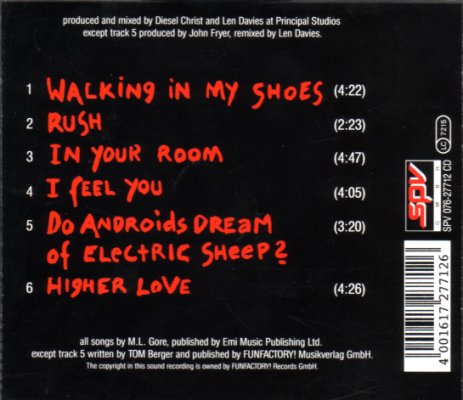 produced and mixed by Diesel Christ and Len Davies at Principal Studios
except track 5 produced by John Fryer, remixed by Len Davies.
1 WALKING IN MY SHOES (4:22)
2 RUSH (2:23)
3 IN YOUR ROOM (4:47)
4 I FEEL YOU (4:05)
5 DO ANDROIDS DREAM (3:20)
OF ELECTRIC SHEEP?
6 HIGHER LOVE (4:26)
all songs by M.L. Gore, published by Emi Music Publishing Ltd.
except track 5 written by TOM Berger and published by FUNFACTORY! Musikverlag GmbH.
The copyright in this sound recording is owned by FUNFACTORY! Records GmbH.
LC 7215
spv
GMBH
SPV 076-27712 CD
4 001617 277126